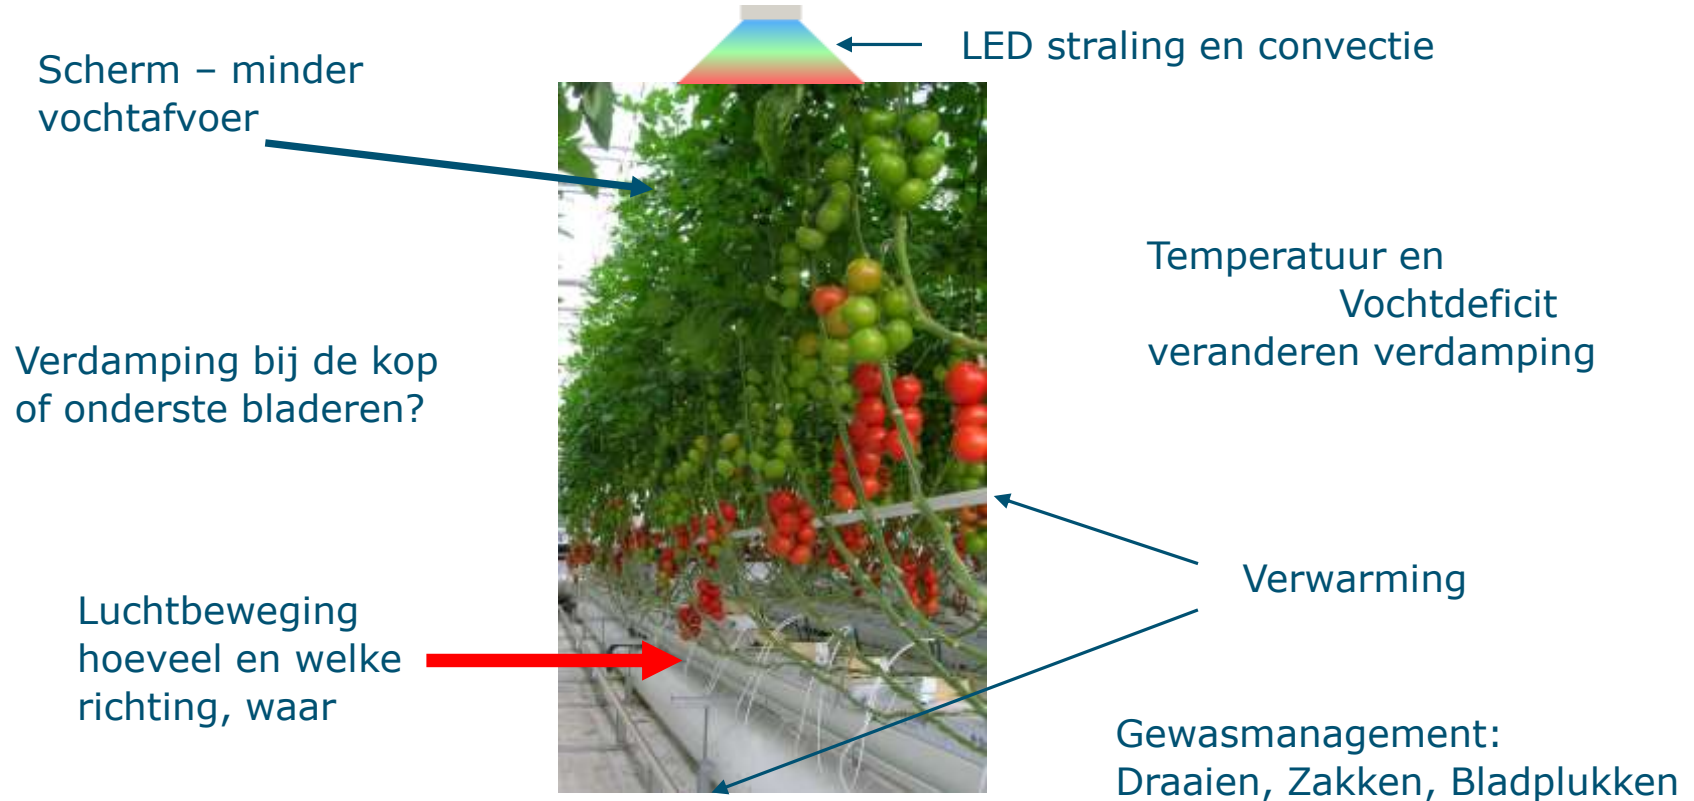 LED straling en convectie
Scherm – minder
vochtafvoer
Temperatuur en
Vochtdeficit
veranderen verdamping
Verdamping bij de kop
of onderste bladeren?
Verwarming
Luchtbeweging
hoeveel en welke
richting, waar
Gewasmanagement:
Draaien, Zakken, Bladplukken